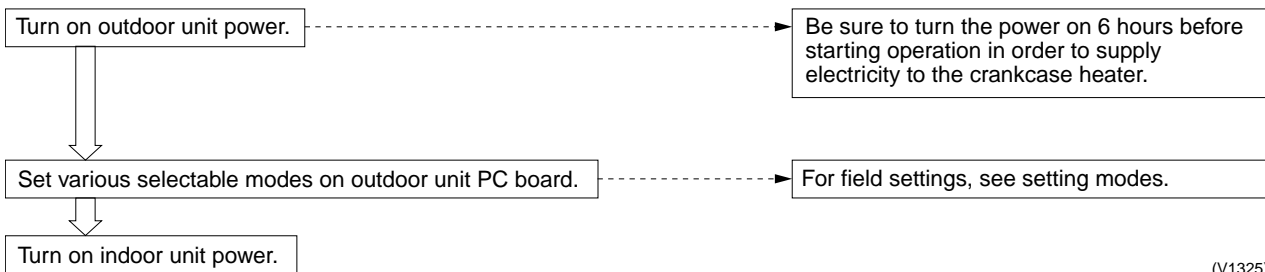 Turn on outdoor unit power.
Be sure to turn the power on 6 hours before
starting operation in order to supply
electricity to the crankcase heater.
Set various selectable modes on outdoor unit PC board.
For field settings, see setting modes.
Turn on indoor unit power.
(V1325)